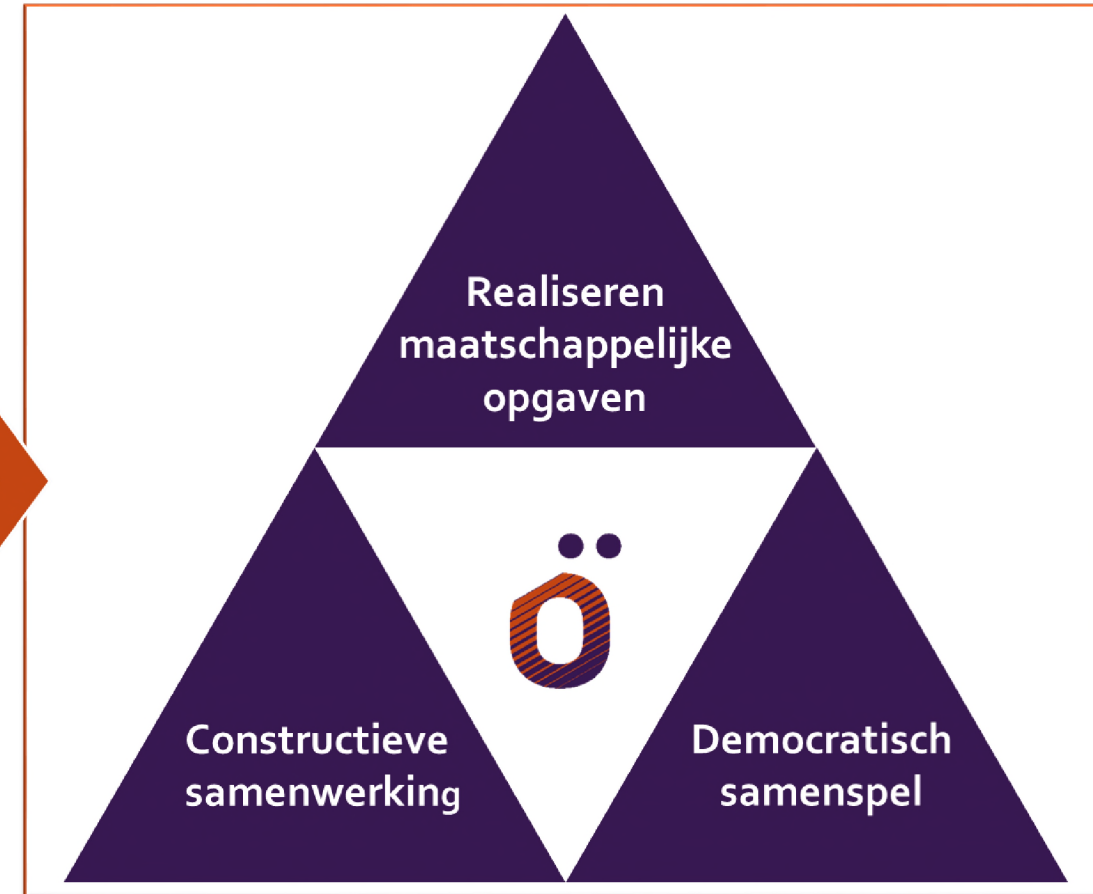 Realiseren
maatschappelijke
opgaven
ö
Constructieve
samenwerking
Democratisch
samenspel